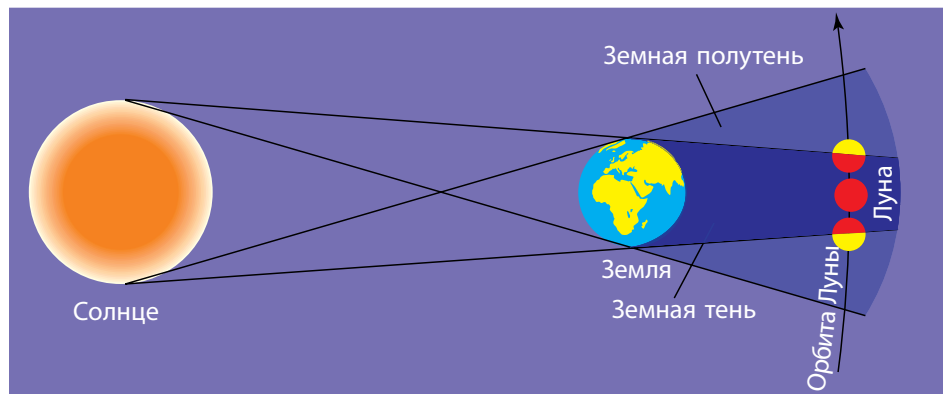 Земная полутень
Солнце
Земля
Земная тень
Орбита Луны
Луна